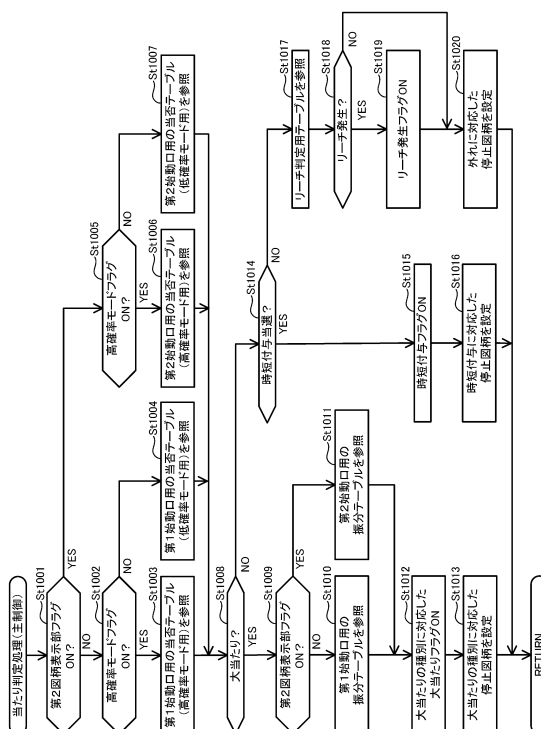 当たり判定処理(主制御)
St1001
第2図柄表示部フラグ
ON?
YES
NO
St1002
高確率モードフラグ
ON?
NO
YES
St1003
第1始動口用の当否テーブル
(高確率モード用)を参照
St1004
第1始動口用の当否テーブル
(低確率モード用)を参照
St1005
高確率モードフラグ
ON?
NO
YES
St1006
第2始動口用の当否テーブル
(高確率モード用)を参照
St1007
第2始動口用の当否テーブル
(低確率モード用)を参照
St1008
大当たり?
NO
YES
St1009
第2図柄表示部フラグ
ON?
YES
NO
St1010
第1始動口用の
振分テーブルを参照
St1011
第2始動口用の
振分テーブルを参照
St1012
大当たりの種別に対応した
大当たりフラグON
St1013
大当たりの種別に対応した
停止図柄を設定
St1014
時短付与当選?
NO
YES
St1015
時短付与フラグON
St1016
時短付与に対応した
停止図柄を設定
St1017
リーチ判定用テーブルを参照
St1018
リーチ発生?
NO
YES
St1019
リーチ発生フラグON
St1020
外れに対応した
停止図柄を設定
RETURN